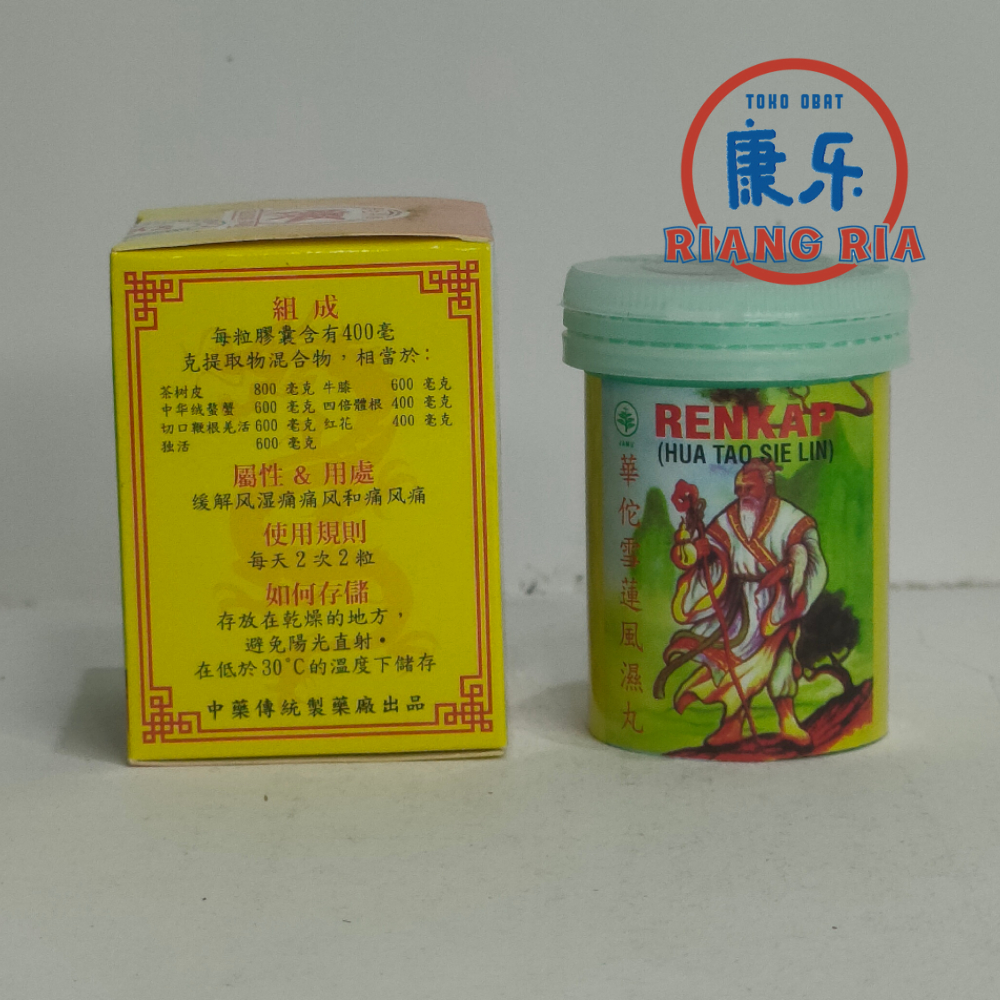 TOKO OBAT
康乐
RIANG RIA
組 成
每粒膠囊含有400毫
克提取物混合物，相當於：
茶树皮 800 毫克 牛膝 600 毫克
中华绒螯蟹 600 毫克 四倍體根 400 毫克
切口鞭根羌活 600 毫克 红花 400 毫克
独活 600 毫克
屬性 & 用處
缓解风湿痛痛风和痛风痛
使用規則
每天2次2粒
如何存儲
存放在乾燥的地方，
避免陽光直射•
在低於30°C的溫度下儲存
中藥傳統製藥廠出品
JAMU
RENKAP
(HUA TAO SIE LIN)
華佗雪蓮風濕丸